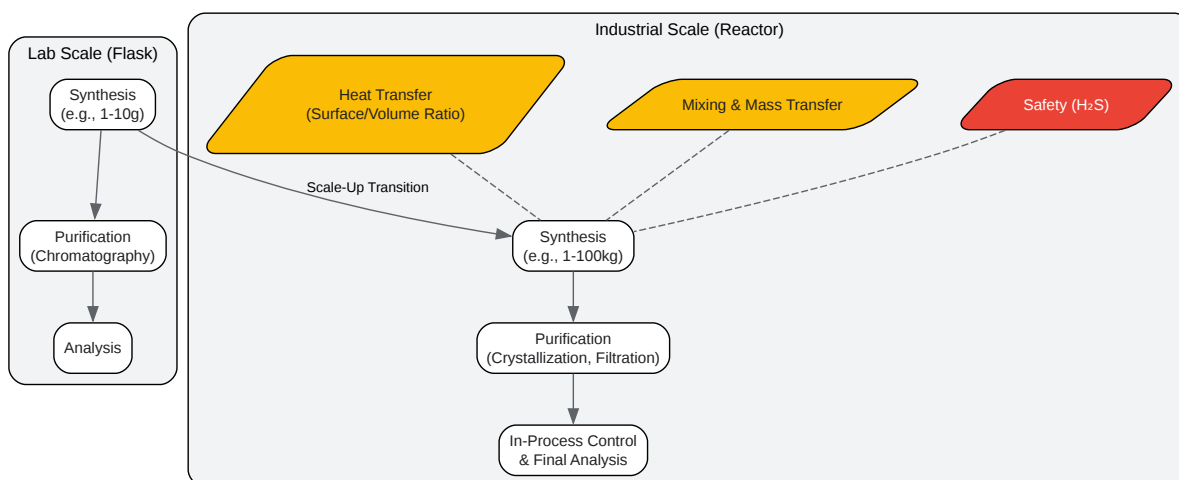 Industrial Scale (Reactor)
Lab Scale (Flask)
Synthesis
(e.g., 1-10g)
Heat Transfer
(Surface/Volume Ratio)
Mixing & Mass Transfer
Safety (H₂S)
Scale-Up Transition
Purification
(Chromatography)
Synthesis
(e.g., 1-100kg)
Analysis
Purification
(Crystallization, Filtration)
In-Process Control
& Final Analysis